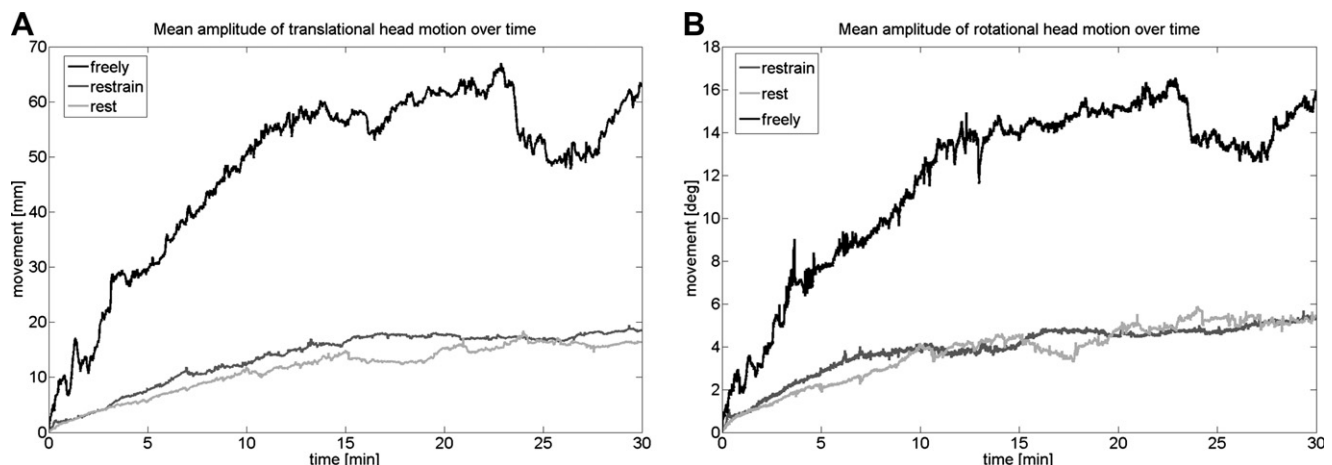 A
Mean amplitude of translational head motion over time
70
60
50
40
30
20
10
0
movement [mm]
freely
restrain
rest
0 5 10 15 20 25 30
time [min]
B
Mean amplitude of rotational head motion over time
18
16
14
12
10
8
6
4
2
0
movement [deg]
restrain
rest
freely
0 5 10 15 20 25 30
time [min]